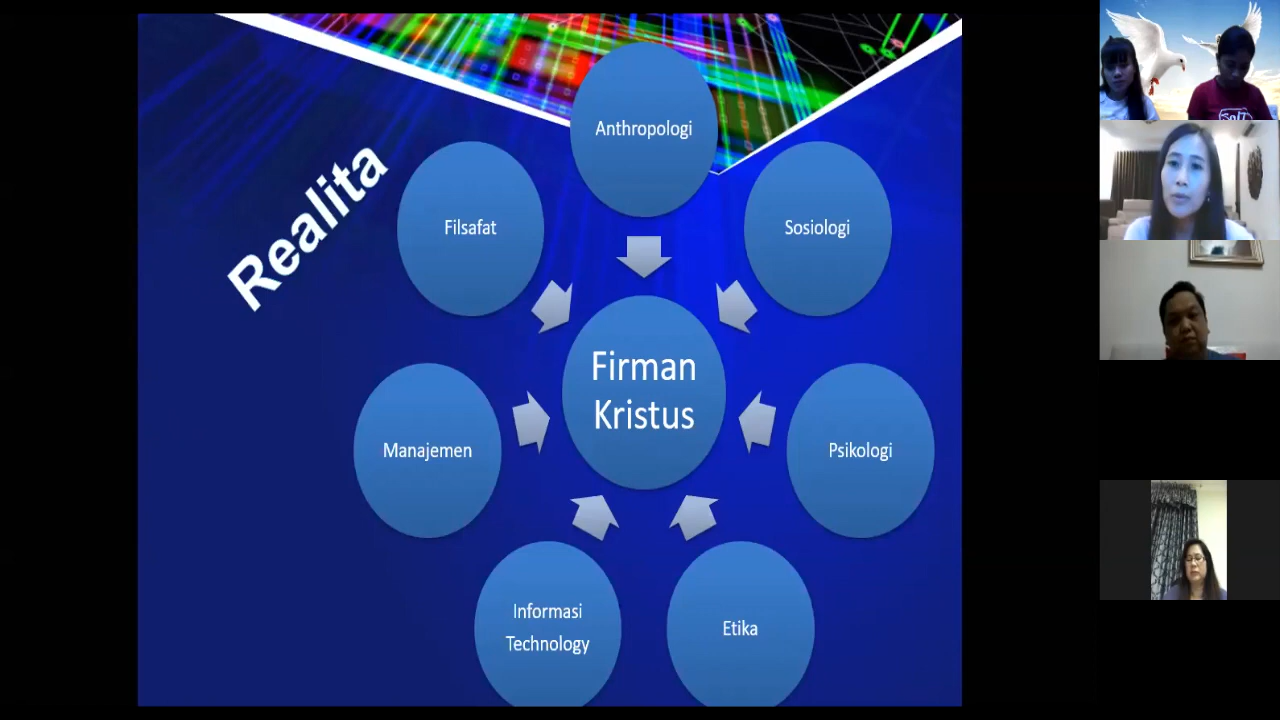 Realita
Anthropologi
Filsafat
Sosiologi
Firman
Kristus
Manajemen
Psikologi
Informasi
Technology
Etika